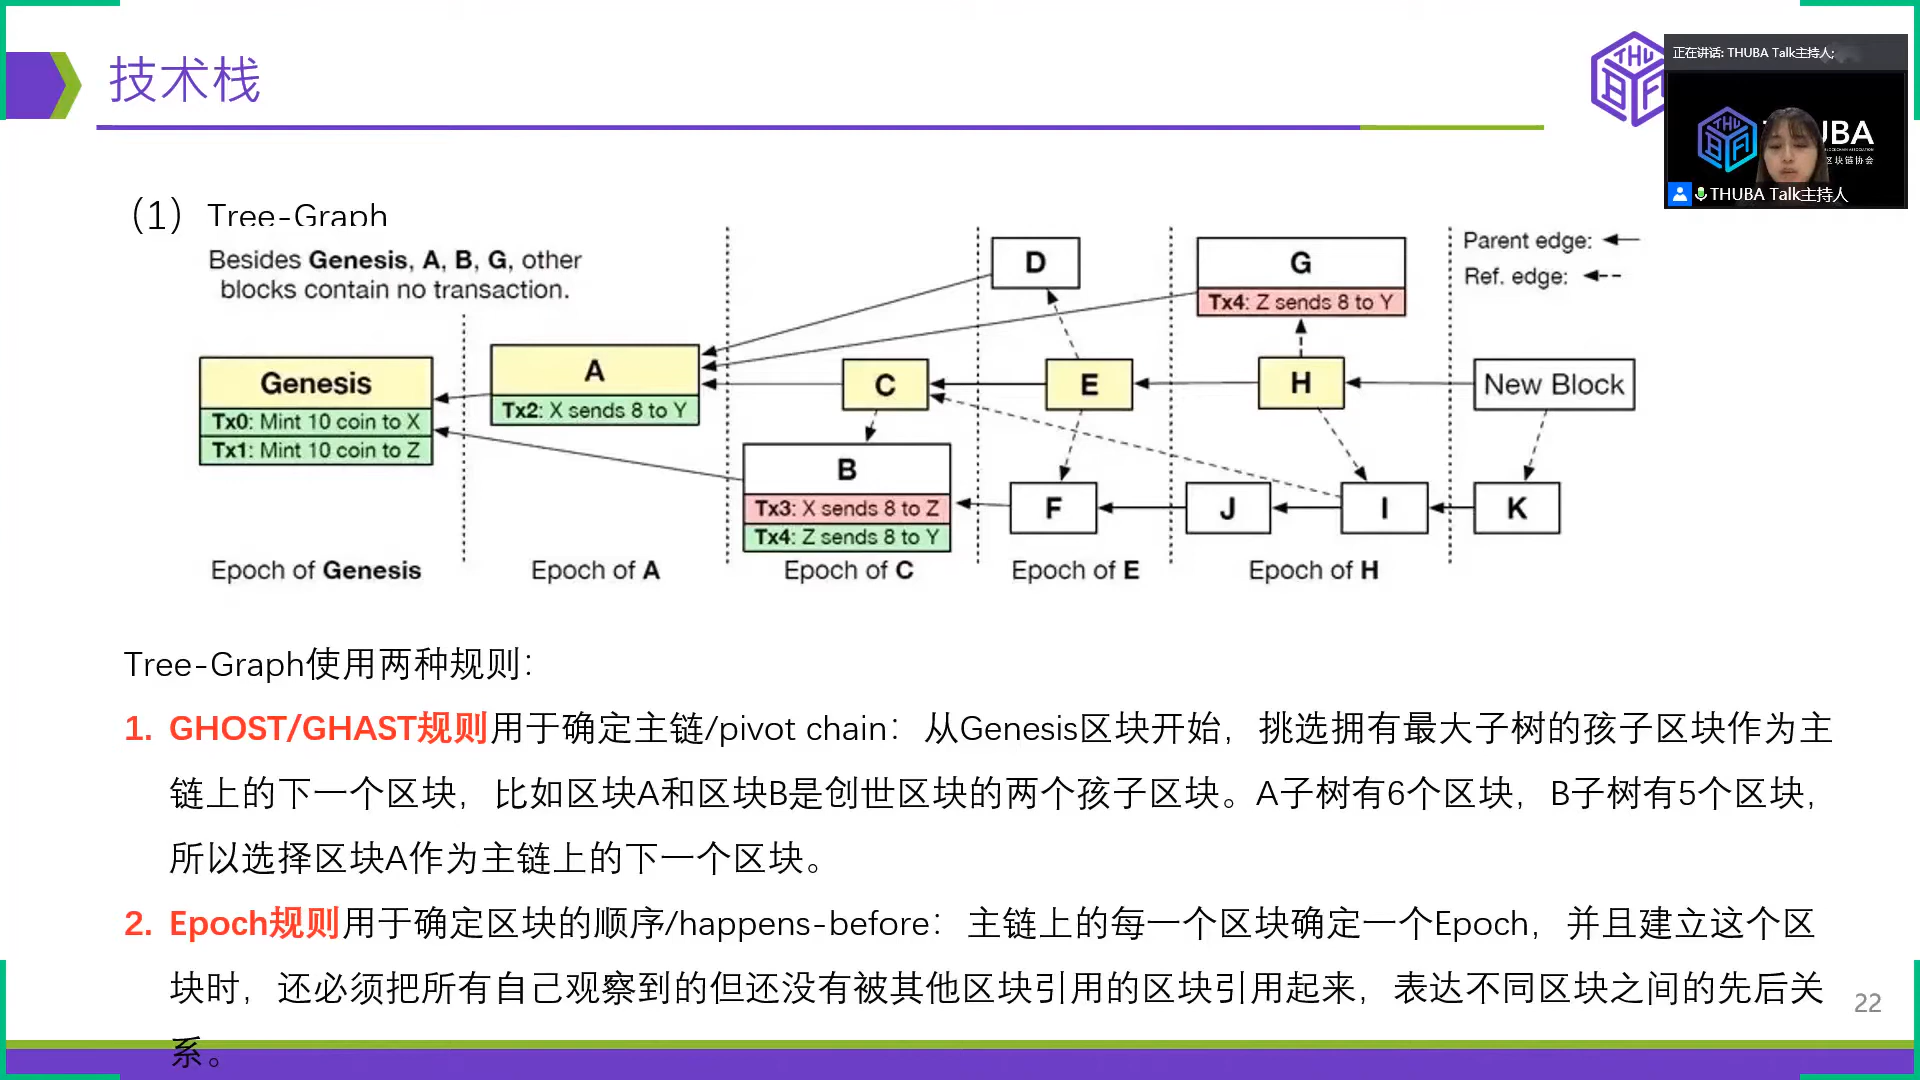 技术栈
THU
BA
正在讲话: THUBA Talk主持人;
THU
BA
UBA
区块链协会
THUBA Talk主持人
(1) Tree-Graph
Besides Genesis, A, B, G, other
blocks contain no transaction.
Parent edge:
Ref. edge:
D
G
Tx4: Z sends 8 to Y
Genesis
Tx0: Mint 10 coin to X
Tx1: Mint 10 coin to Z
A
Tx2: X sends 8 to Y
C
E
H
New Block
B
Tx3: X sends 8 to Z
Tx4: Z sends 8 to Y
F
J
I
K
Epoch of Genesis
Epoch of A
Epoch of C
Epoch of E
Epoch of H
Tree-Graph使用两种规则：
1. GHOST/GHAST规则用于确定主链/pivot chain：从Genesis区块开始，挑选拥有最大子树的孩子区块作为主
链上的下一个区块，比如区块A和区块B是创世区块的两个孩子区块。A子树有6个区块，B子树有5个区块，
所以选择区块A作为主链上的下一个区块。
2. Epoch规则用于确定区块的顺序/happens-before：主链上的每一个区块确定一个Epoch，并且建立这个区
块时，还必须把所有自己观察到的但还没有被其他区块引用的区块引用起来，表达不同区块之间的先后关
系。
22